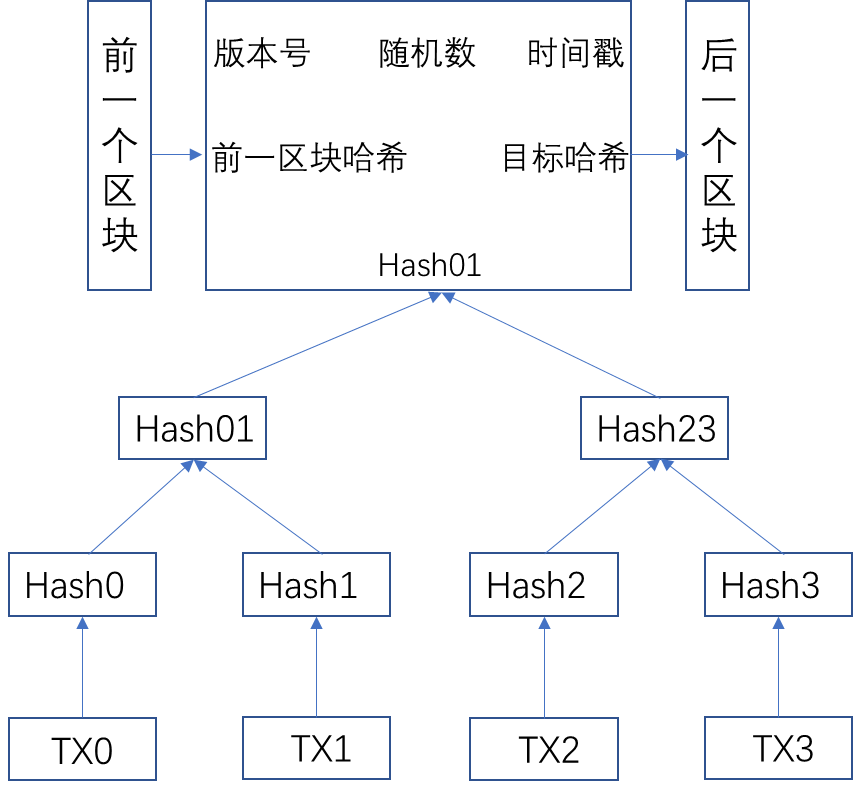 前一个区块
版本号 随机数 时间戳
前一区块哈希 目标哈希
Hash01
后一个区块
Hash01 Hash23
Hash0 Hash1 Hash2 Hash3
TX0 TX1 TX2 TX3